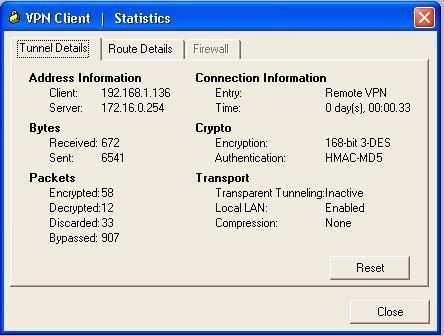 VPN Client | Statistics
Tunnel Details Route Details Firewall
Address Information
Client: 192.168.1.136
Server: 172.16.0.254
Connection Information
Entry: Remote VPN
Time: 0 day(s), 00:00.33
Bytes
Received: 672
Sent: 6541
Crypto
Encryption: 168-bit 3-DES
Authentication: HMAC-MD5
Packets
Encrypted: 58
Decrypted: 12
Discarded: 33
Bypassed: 907
Transport
Transparent Tunneling: Inactive
Local LAN: Enabled
Compression: None
Reset
Close